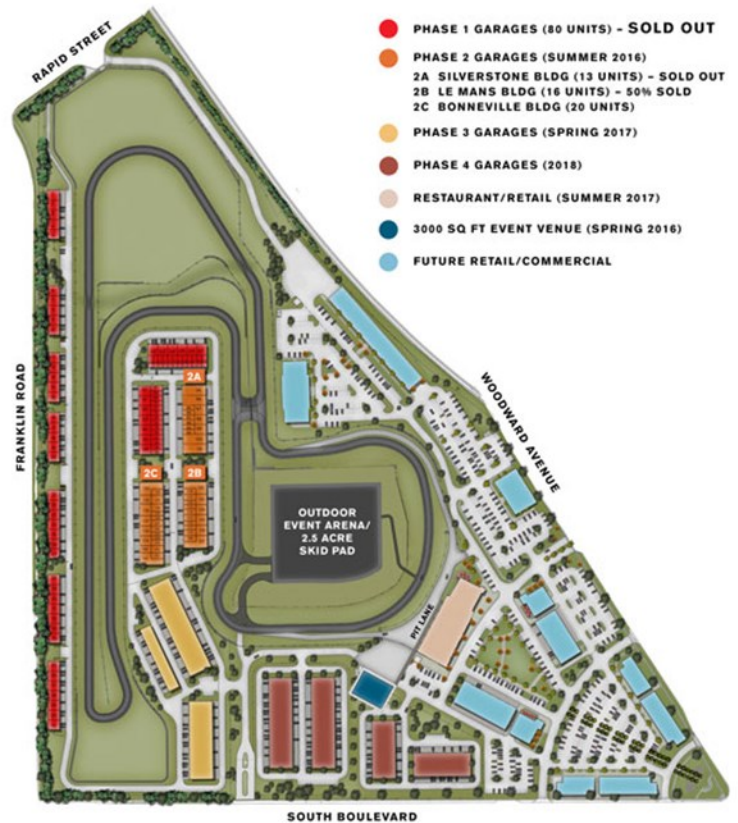 RAPID STREET
PHASE 1 GARAGES (80 UNITS) – SOLD OUT
PHASE 2 GARAGES (SUMMER 2016)
2A SILVERSTONE BLDG (13 UNITS) – SOLD OUT
2B LE MANS BLDG (16 UNITS) – 50% SOLD
2C BONNEVILLE BLDG (20 UNITS)
PHASE 3 GARAGES (SPRING 2017)
PHASE 4 GARAGES (2018)
RESTAURANT/RETAIL (SUMMER 2017)
3000 SQ FT EVENT VENUE (SPRING 2016)
FUTURE RETAIL/COMMERCIAL
FRANKLIN ROAD
WOODWARD AVENUE
2A
2C
2B
OUTDOOR
EVENT ARENA/
2.5 ACRE
SKID PAD
PIT LANE
SOUTH BOULEVARD